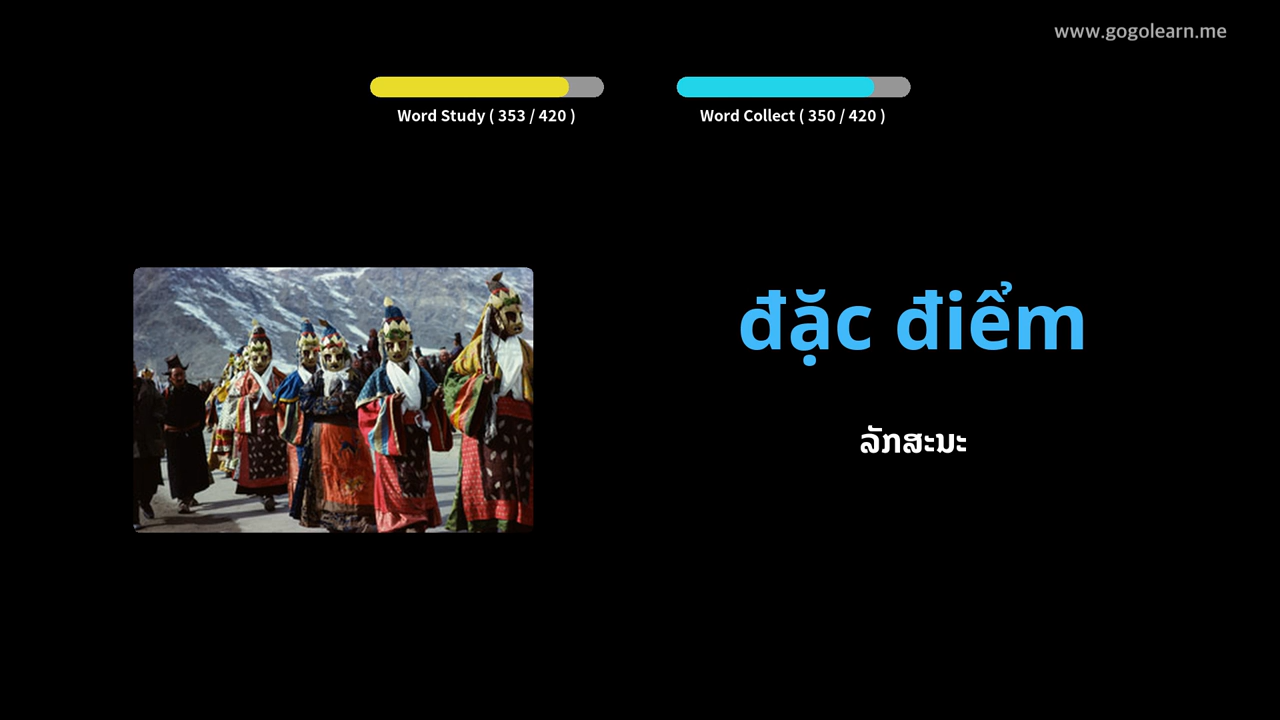 www.gogolearn.me
Word Study ( 353 / 420 )
Word Collect ( 350 / 420 )
đặc điểm
ລັກສະນະ